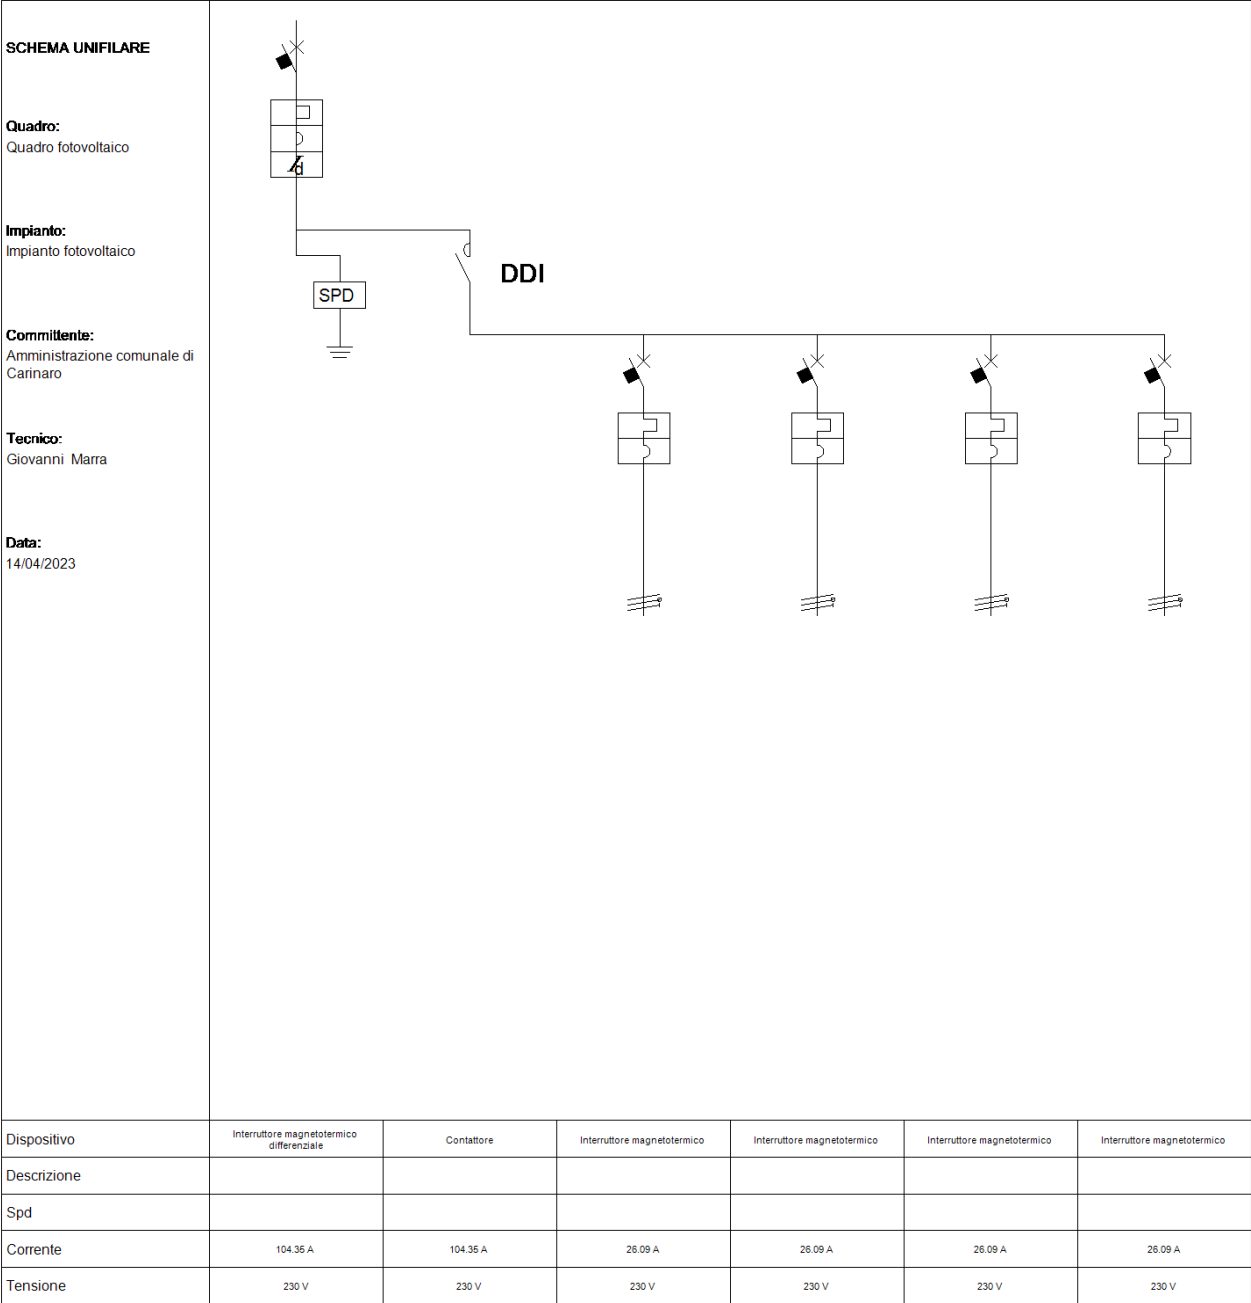 SCHEMA UNIFILARE
Quadro:
Quadro fotovoltaico
Impianto:
Impianto fotovoltaico
Committente:
Amministrazione comunale di
Carinaro
Tecnico:
Giovanni Marra
Data:
14/04/2023
d
SPD
DDI
Dispositivo
Interruttore magnetotermico
differenziale
Contattore
Interruttore magnetotermico
Interruttore magnetotermico
Interruttore magnetotermico
Interruttore magnetotermico
Descrizione
Spd
Corrente
104.35 A
104.35 A
26.09 A
26.09 A
26.09 A
26.09 A
Tensione
230 V
230 V
230 V
230 V
230 V
230 V